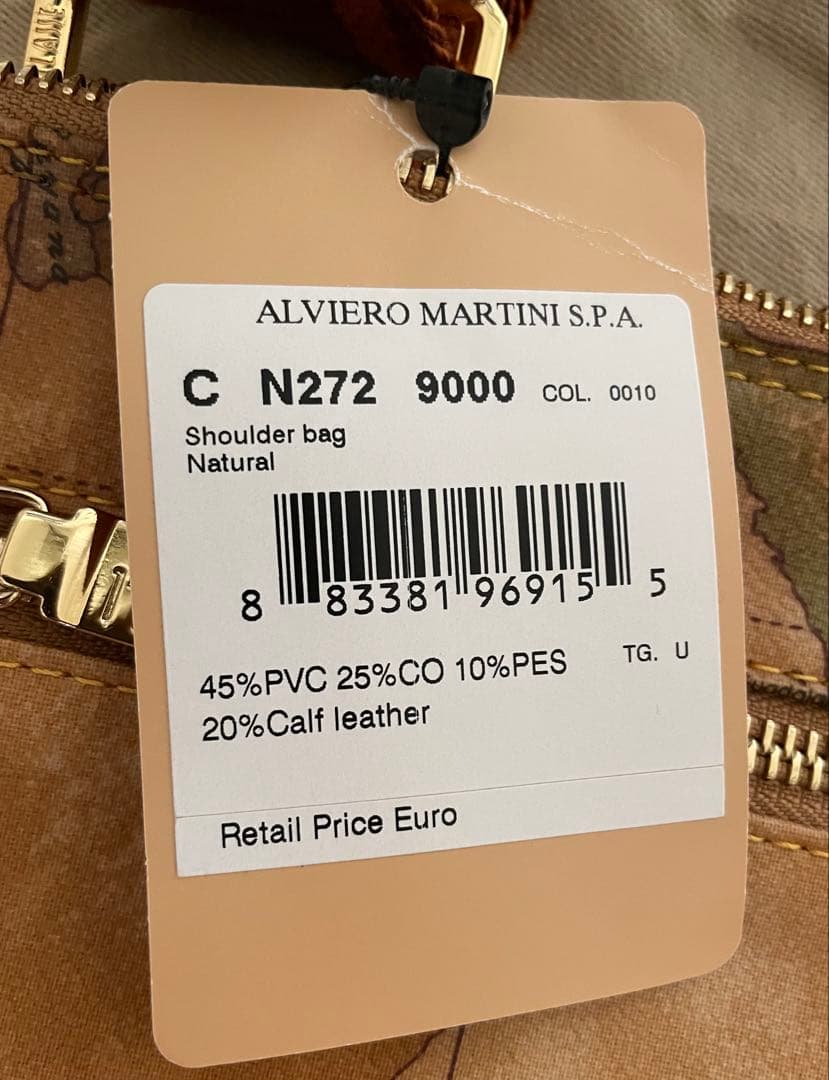 ALVIERO MARTINI S.P.A.
C N272 9000 COL. 0010
Shoulder bag
Natural
8 83381 96915 5
45%PVC 25%CO 10%PES TG. U
20%Calf leather
Retail Price Euro